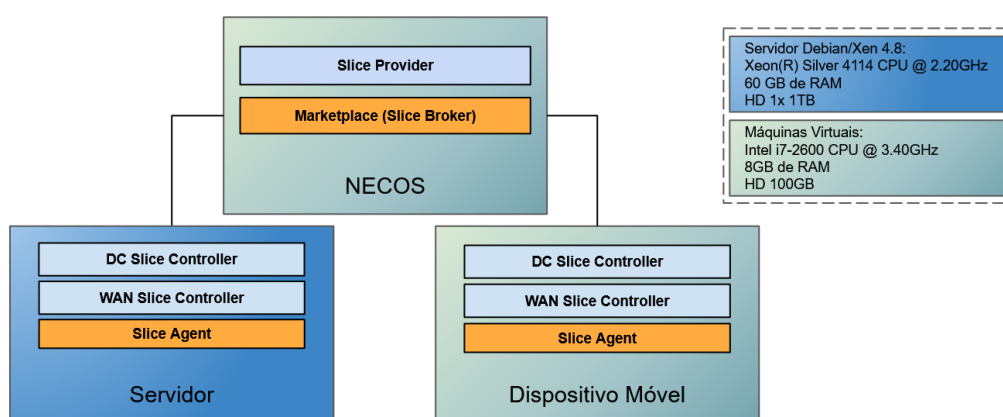 Slice Provider
Marketplace (Slice Broker)
NECOS
Servidor Debian/Xen 4.8:
Xeon(R) Silver 4114 CPU @ 2.20GHz
60 GB de RAM
HD 1x 1TB
Máquinas Virtuais:
Intel i7-2600 CPU @ 3.40GHz
8GB de RAM
HD 100GB
DC Slice Controller
WAN Slice Controller
Slice Agent
Servidor
DC Slice Controller
WAN Slice Controller
Slice Agent
Dispositivo Móvel